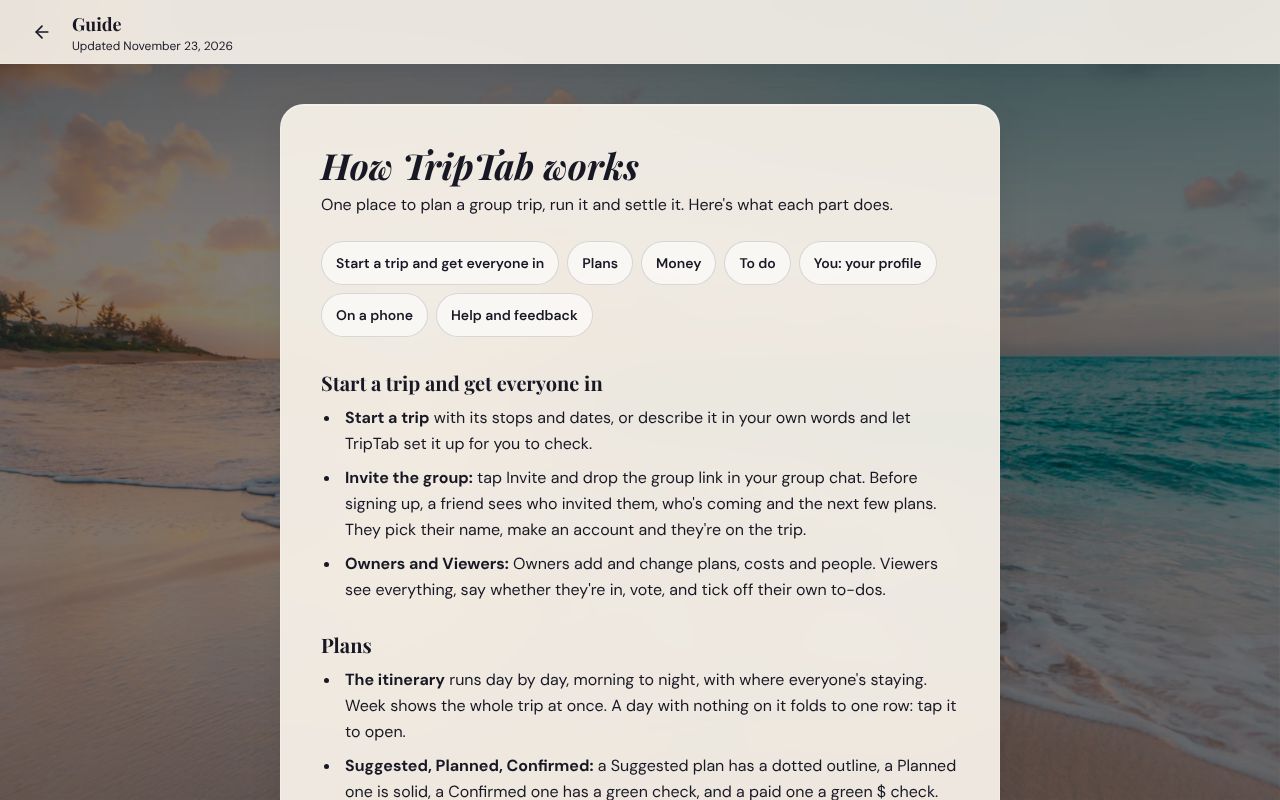 Guide
Updated November 23, 2026
How TripTab works
One place to plan a group trip, run it and settle it. Here's what each part does.
Start a trip and get everyone in
Plans
Money
To do
You: your profile
On a phone
Help and feedback
Start a trip and get everyone in
• Start a trip with its stops and dates, or describe it in your own words and let
TripTab set it up for you to check.
• Invite the group: tap Invite and drop the group link in your group chat. Before
signing up, a friend sees who invited them, who's coming and the next few plans.
They pick their name, make an account and they're on the trip.
• Owners and Viewers: Owners add and change plans, costs and people. Viewers
see everything, say whether they're in, vote, and tick off their own to-dos.
Plans
• The itinerary runs day by day, morning to night, with where everyone's staying.
Week shows the whole trip at once. A day with nothing on it folds to one row: tap it
to open.
• Suggested, Planned, Confirmed: a Suggested plan has a dotted outline, a Planned
one is solid, a Confirmed one has a green check, and a paid one a green $ check.